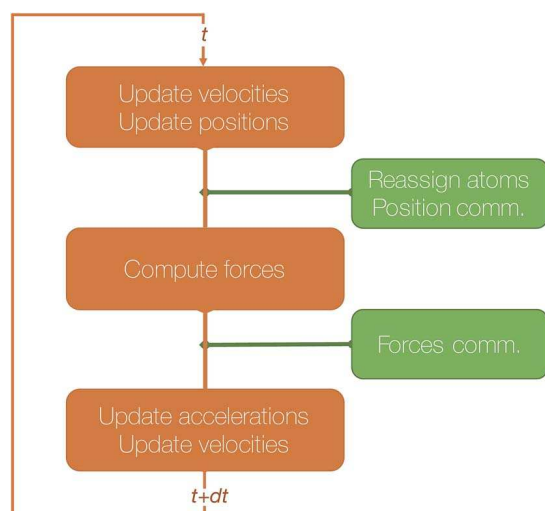 t
Update velocities
Update positions
Reassign atoms
Position comm.
Compute forces
Forces comm.
Update accelerations
Update velocities
t+dt